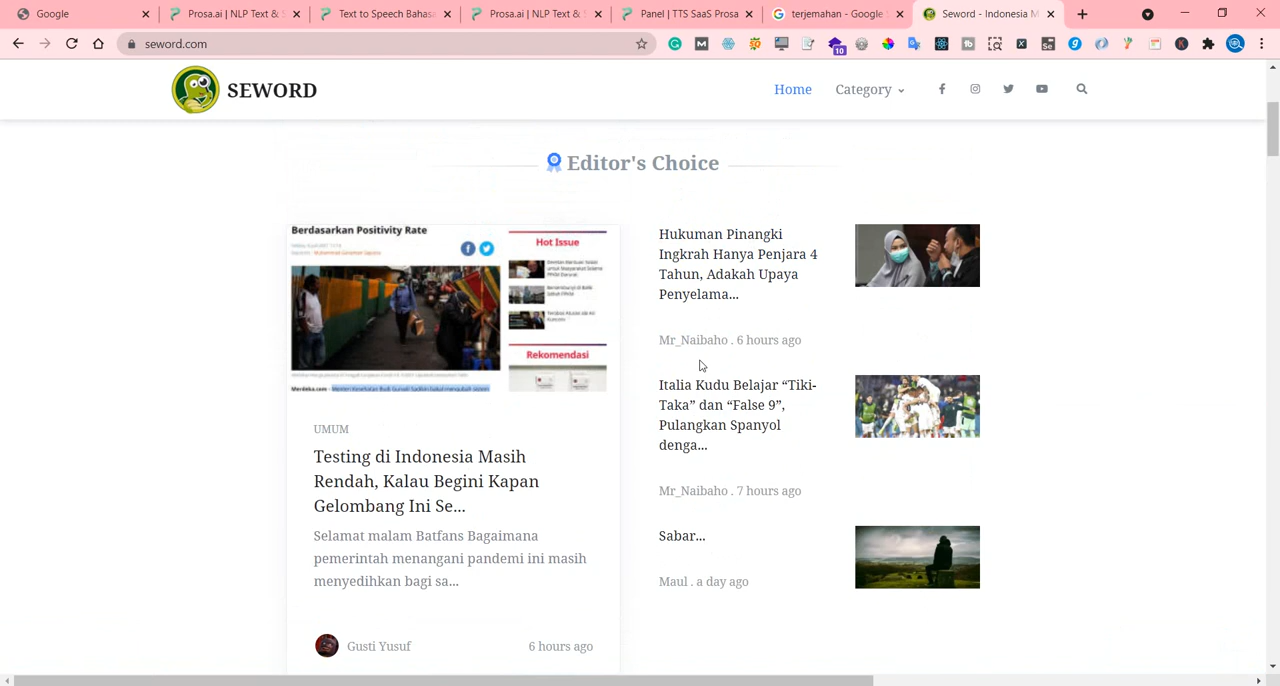 Google
Prosa.ai | NLP Text & S
Text to Speech Bahasa
Prosa.ai | NLP Text & S
Panel | TTS SaaS Prosa
terjemahan - Google
Seword - Indonesia M
seword.com
10
SEWORD
Home
Category
Editor's Choice
Berdasarkan Positivity Rate
Hot Issue
Rekomendasi
Merdeka.com -
UMUM
Testing di Indonesia Masih
Rendah, Kalau Begini Kapan
Gelombang Ini Se...
Selamat malam Batfans Bagaimana
pemerintah menangani pandemi ini masih
menyedihkan bagi sa...
Gusti Yusuf
6 hours ago
Hukuman Pinangki
Ingkrah Hanya Penjara 4
Tahun, Adakah Upaya
Penyelama...
Mr_Naibaho . 6 hours ago
Italia Kudu Belajar “Tiki-
Taka” dan “False 9”,
Pulangkan Spanyol
denga...
Mr_Naibaho . 7 hours ago
Sabar...
Maul . a day ago